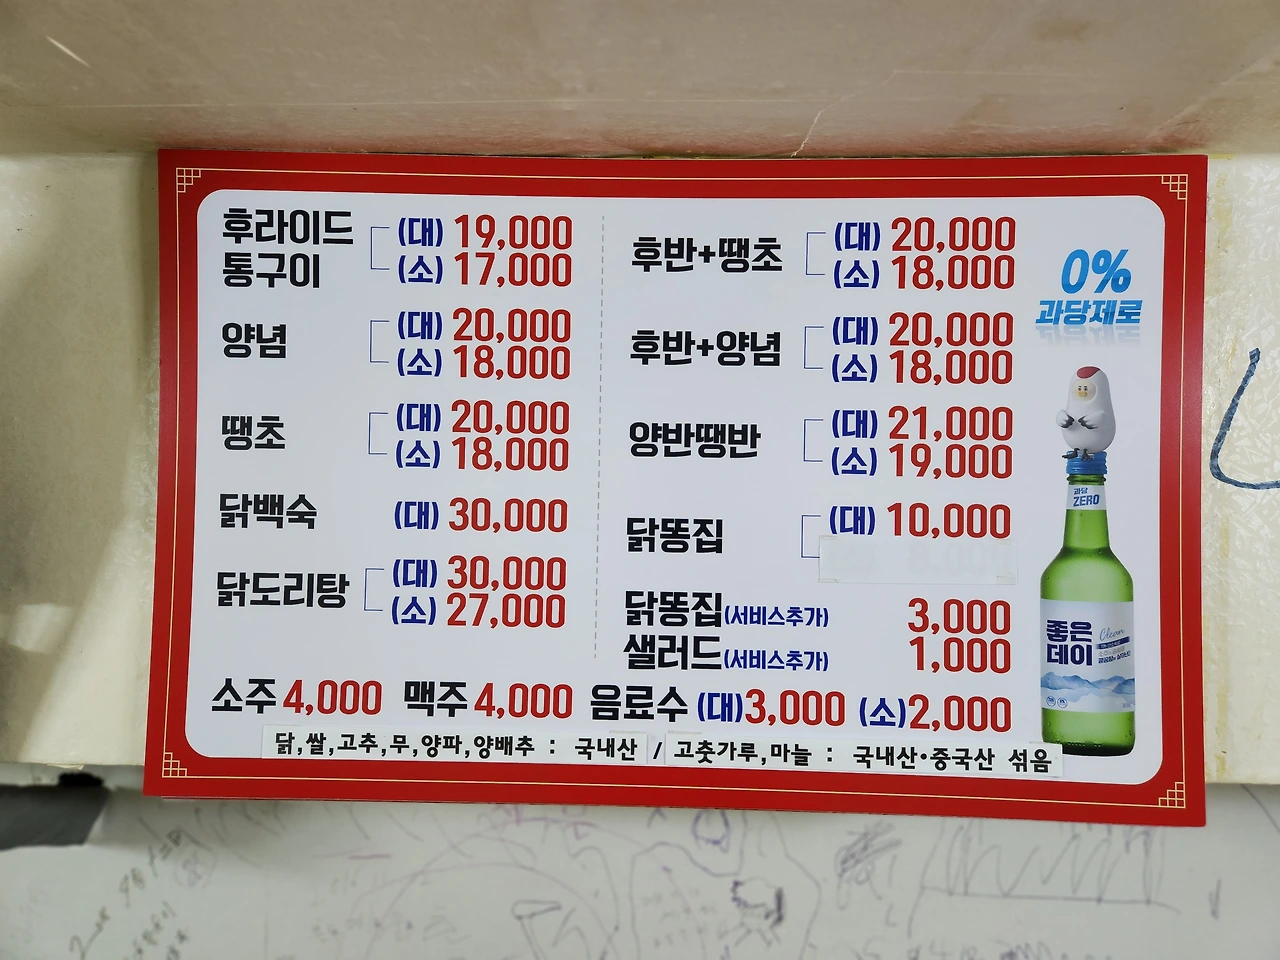 후라이드
통구이
(대) 19,000
(소) 17,000
양념
(대) 20,000
(소) 18,000
땡초
(대) 20,000
(소) 18,000
닭백숙 (대) 30,000
닭도리탕
(대) 30,000
(소) 27,000
후반+땡초
(대) 20,000
(소) 18,000
후반+양념
(대) 20,000
(소) 18,000
양반땡반
(대) 21,000
(소) 19,000
닭똥집
(대) 10,000
닭똥집(서비스추가) 3,000
샐러드(서비스추가) 1,000
소주 4,000 맥주 4,000 음료수 (대)3,000 (소)2,000
닭,쌀,고추,무,양파,양배추 : 국내산 / 고춧가루,마늘 : 국내산·중국산 섞음
0%
과당제로
과당
ZERO
좋은
데이
Clean